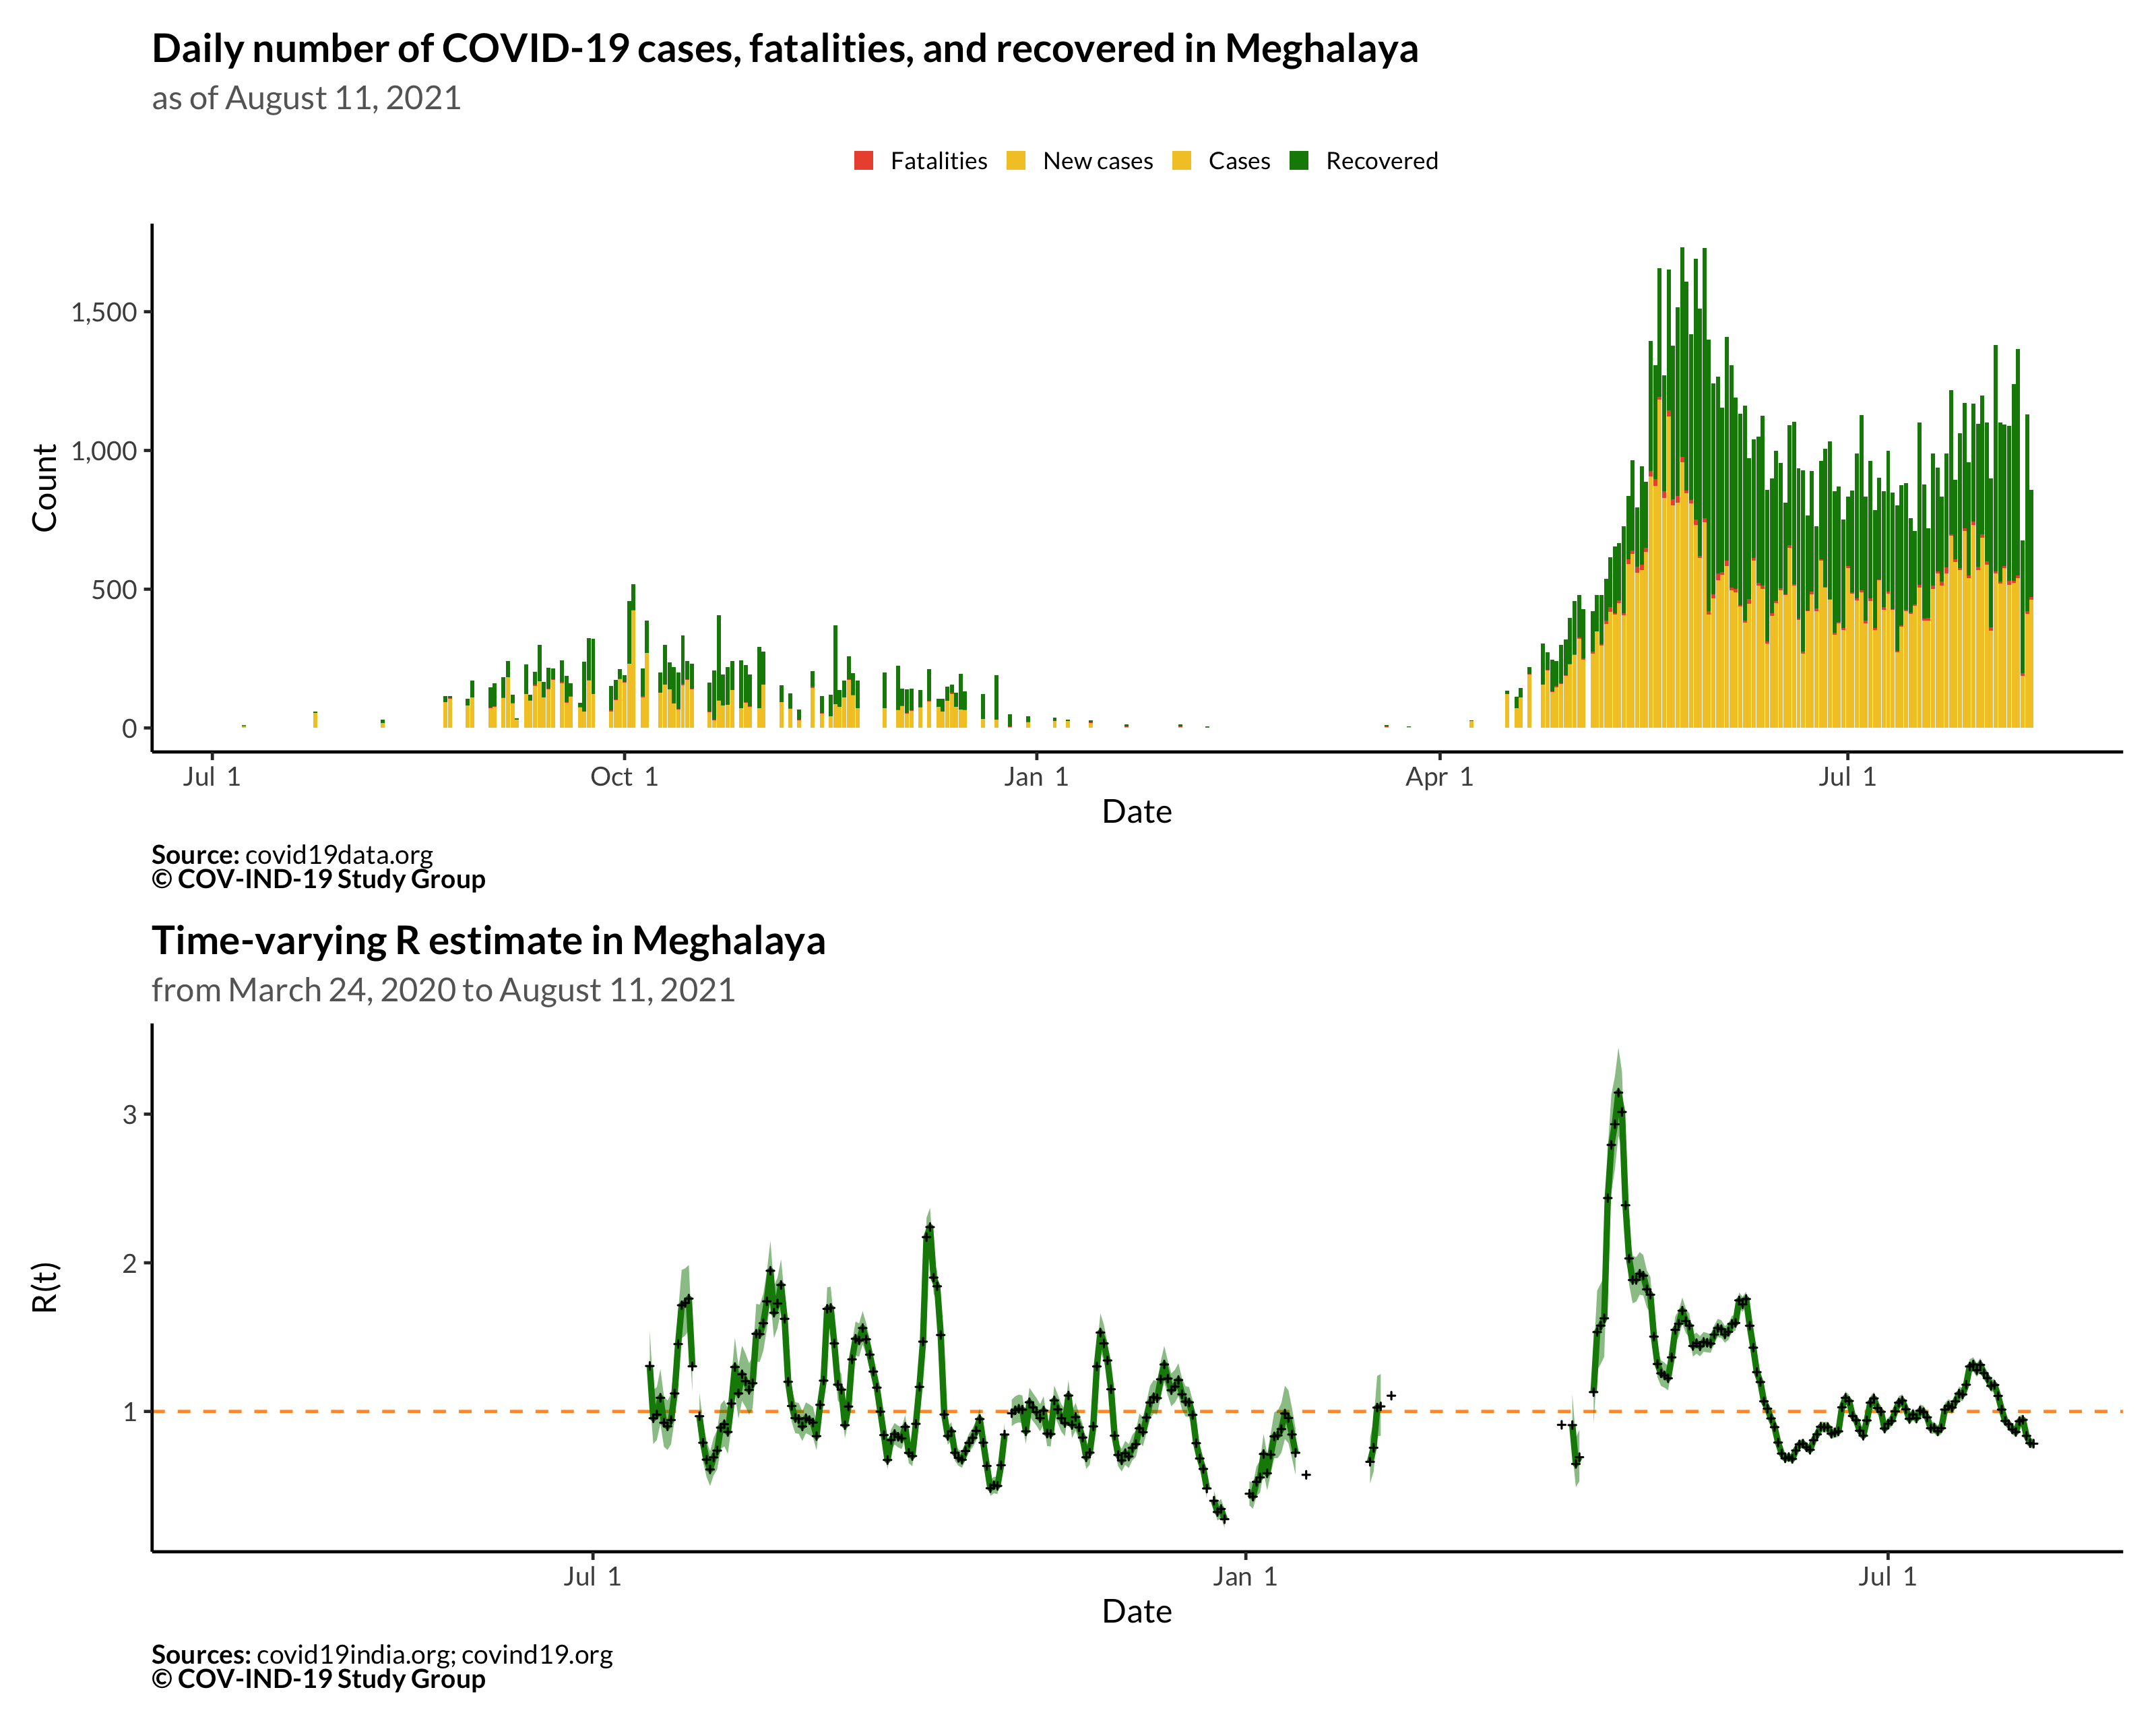 Daily number of COVID-19 cases, fatalities, and recovered in Meghalaya
as of August 11, 2021
Fatalities New cases Cases Recovered
1,500
1,000
500
0
Count
Jul 1 Oct 1 Jan 1 Apr 1 Jul 1
Date
Source: covid19data.org
© COV-IND-19 Study Group
Time-varying R estimate in Meghalaya
from March 24, 2020 to August 11, 2021
3
2
1
R(t)
Jul 1 Jan 1 Jul 1
Date
Sources: covid19india.org; covind19.org
© COV-IND-19 Study Group